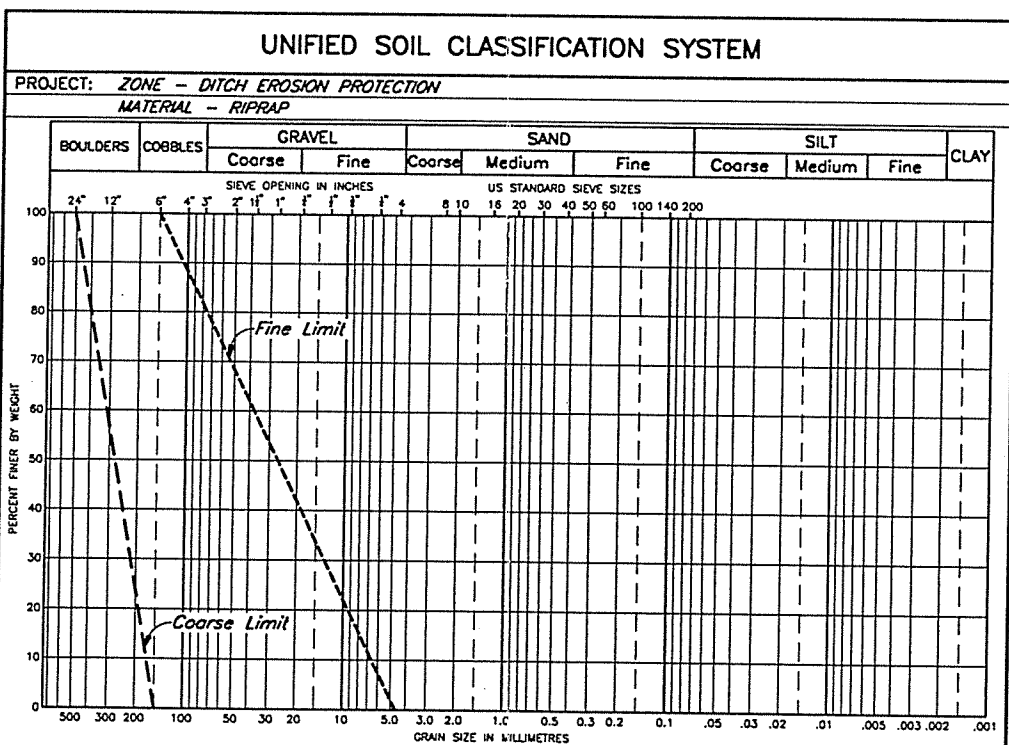 UNIFIED SOIL CLASSIFICATION SYSTEM
PROJECT: ZONE - DITCH EROSION PROTECTION
MATERIAL - RIPRAP
BOULDERS COBBLES GRAVEL SAND SILT CLAY
Coarse Fine Coarse Medium Fine Coarse Medium Fine
SIEVE OPENING IN INCHES US STANDARD SIEVE SIZES
24" 12" 6" 4" 3" 2" 1½" 1" 4 8 10 16 20 30 40 50 60 100 140 200
100
90
80
Fine Limit
70
60
50
40
30
20
Coarse Limit
10
0
PERCENT FINER BY WEIGHT
500 300 200 100 50 30 20 10 5.0 3.0 2.0 1.0 0.5 0.3 0.2 0.1 .05 .03 .02 .01 .005 .003 .002 .001
GRAIN SIZE IN MILLIMETRES